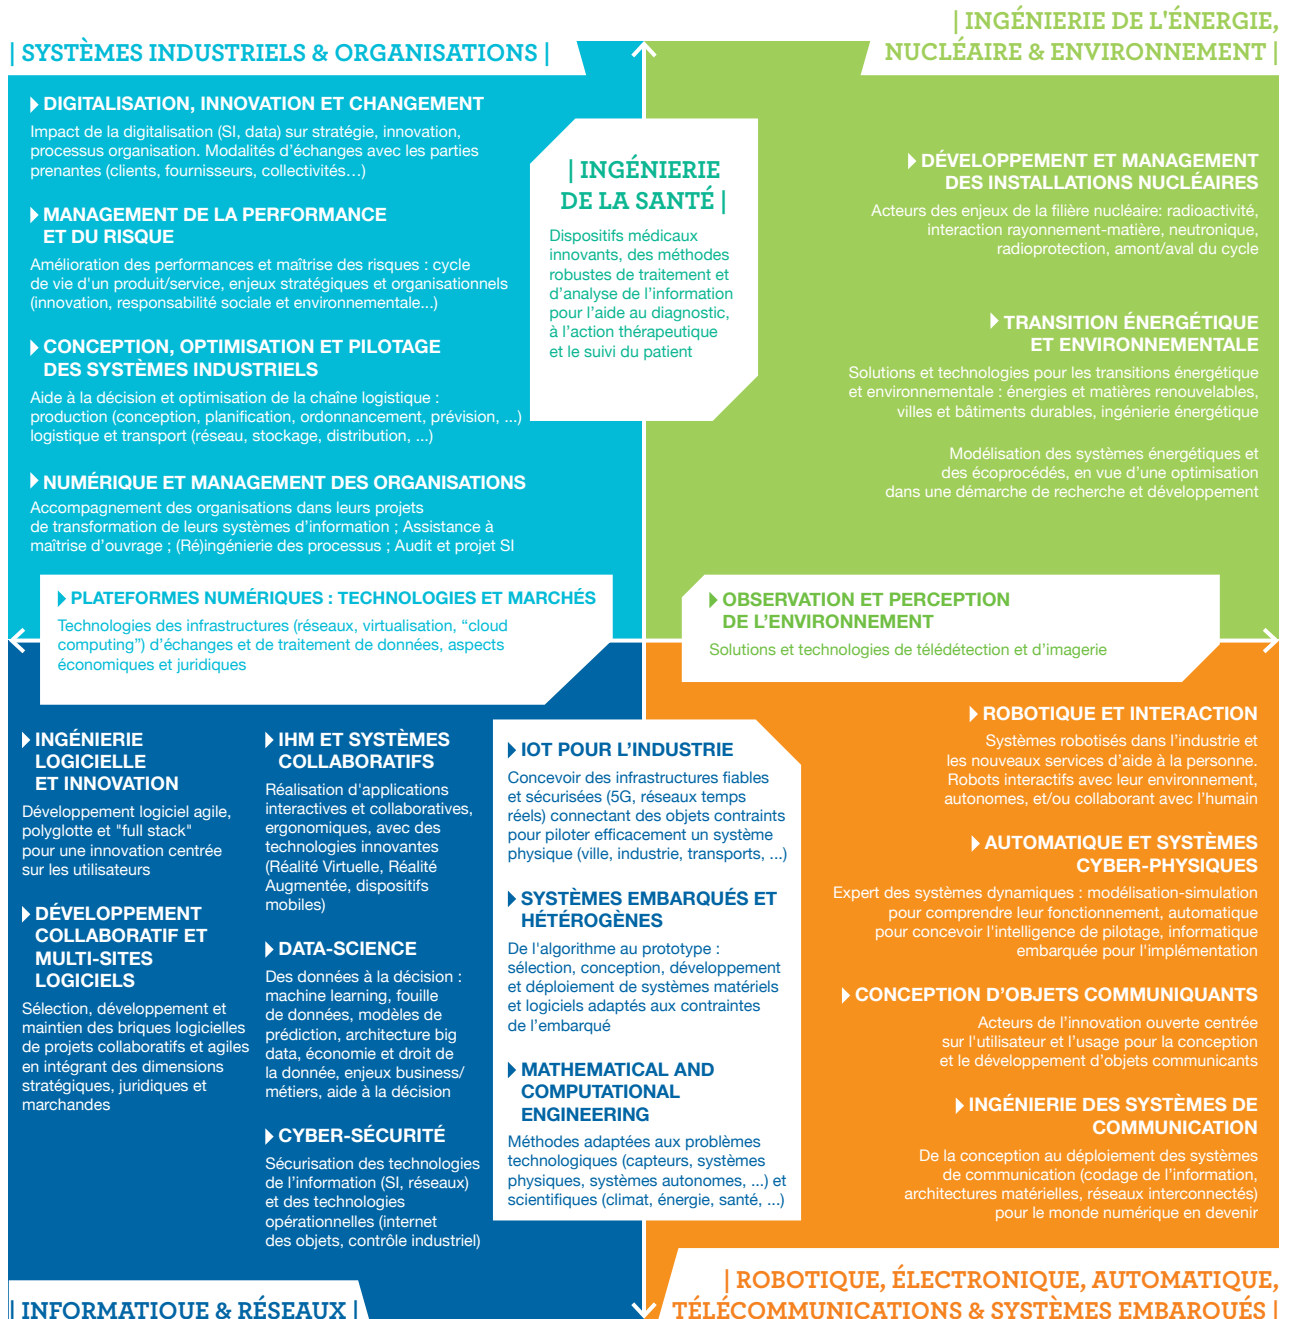 | SYSTÈMES INDUSTRIELS & ORGANISATIONS |
| INGÉNIERIE DE L'ÉNERGIE,
NUCLÉAIRE & ENVIRONNEMENT |
DIGITALISATION, INNOVATION ET CHANGEMENT
Impact de la digitalisation (SI, data) sur stratégie, innovation,
processus organisation. Modalités d'échanges avec les parties
prenantes (clients, fournisseurs, collectivités…)
MANAGEMENT DE LA PERFORMANCE
ET DU RISQUE
Amélioration des performances et maîtrise des risques : cycle
de vie d'un produit/service, enjeux stratégiques et organisationnels
(innovation, responsabilité sociale et environnementale...)
CONCEPTION, OPTIMISATION ET PILOTAGE
DES SYSTÈMES INDUSTRIELS
Aide à la décision et optimisation de la chaîne logistique :
production (conception, planification, ordonnancement, prévision, ...)
logistique et transport (réseau, stockage, distribution, ...)
NUMÉRIQUE ET MANAGEMENT DES ORGANISATIONS
Accompagnement des organisations dans leurs projets
de transformation de leurs systèmes d'information ; Assistance à
maîtrise d'ouvrage ; (Ré)ingénierie des processus ; Audit et projet SI
| INGÉNIERIE
DE LA SANTÉ |
Dispositifs médicaux
innovants, des méthodes
robustes de traitement et
d'analyse de l'information
pour l'aide au diagnostic,
à l'action thérapeutique
et le suivi du patient
DÉVELOPPEMENT ET MANAGEMENT
DES INSTALLATIONS NUCLÉAIRES
Acteurs des enjeux de la filière nucléaire: radioactivité,
interaction rayonnement-matière, neutronique,
radioprotection, amont/aval du cycle
TRANSITION ÉNERGÉTIQUE
ET ENVIRONNEMENTALE
Solutions et technologies pour les transitions énergétique
et environnementale : énergies et matières renouvelables,
villes et bâtiments durables, ingénierie énergétique
Modélisation des systèmes énergétiques et
des écoprocédés, en vue d'une optimisation
dans une démarche de recherche et développement
PLATEFORMES NUMÉRIQUES : TECHNOLOGIES ET MARCHÉS
Technologies des infrastructures (réseaux, virtualisation, “cloud
computing”) d'échanges et de traitement de données, aspects
économiques et juridiques
OBSERVATION ET PERCEPTION
DE L'ENVIRONNEMENT
Solutions et technologies de télédétection et d'imagerie
INGÉNIERIE
LOGICIELLE
ET INNOVATION
Développement logiciel agile,
polyglotte et "full stack"
pour une innovation centrée
sur les utilisateurs
DÉVELOPPEMENT
COLLABORATIF ET
MULTI-SITES
LOGICIELS
Sélection, développement et
maintien des briques logicielles
de projets collaboratifs et agiles
en intégrant des dimensions
stratégiques, juridiques et
marchandes
IHM ET SYSTÈMES
COLLABORATIFS
Réalisation d'applications
interactives et collaboratives,
ergonomiques, avec des
technologies innovantes
(Réalité Virtuelle, Réalité
Augmentée, dispositifs
mobiles)
DATA-SCIENCE
Des données à la décision :
machine learning, fouille
de données, modèles de
prédiction, architecture big
data, économie et droit de
la donnée, enjeux business/
métiers, aide à la décision
CYBER-SÉCURITÉ
Sécurisation des technologies
de l'information (SI, réseaux)
et des technologies
opérationnelles (internet
des objets, contrôle industriel)
IOT POUR L'INDUSTRIE
Concevoir des infrastructures fiables
et sécurisées (5G, réseaux temps
réels) connectant des objets contraints
pour piloter efficacement un système
physique (ville, industrie, transports, ...)
SYSTÈMES EMBARQUÉS ET
HÉTÉROGÈNES
De l'algorithme au prototype :
sélection, conception, développement
et déploiement de systèmes matériels
et logiciels adaptés aux contraintes
de l'embarqué
MATHEMATICAL AND
COMPUTATIONAL
ENGINEERING
Méthodes adaptées aux problèmes
technologiques (capteurs, systèmes
physiques, systèmes autonomes, ...) et
scientifiques (climat, énergie, santé, ...)
ROBOTIQUE ET INTERACTION
Systèmes robotisés dans l'industrie et
les nouveaux services d'aide à la personne.
Robots interactifs avec leur environnement,
autonomes, et/ou collaborant avec l'humain
AUTOMATIQUE ET SYSTÈMES
CYBER-PHYSIQUES
Expert des systèmes dynamiques : modélisation-simulation
pour comprendre leur fonctionnement, automatique
pour concevoir l'intelligence de pilotage, informatique
embarquée pour l'implémentation
CONCEPTION D'OBJETS COMMUNIQUANTS
Acteurs de l'innovation ouverte centrée
sur l'utilisateur et l'usage pour la conception
et le développement d'objets communicants
INGÉNIERIE DES SYSTÈMES DE
COMMUNICATION
De la conception au déploiement des systèmes
de communication (codage de l'information,
architectures matérielles, réseaux interconnectés)
pour le monde numérique en devenir
| INFORMATIQUE & RÉSEAUX |
| ROBOTIQUE, ÉLECTRONIQUE, AUTOMATIQUE,
TÉLÉCOMMUNICATIONS & SYSTÈMES EMBARQUÉS |